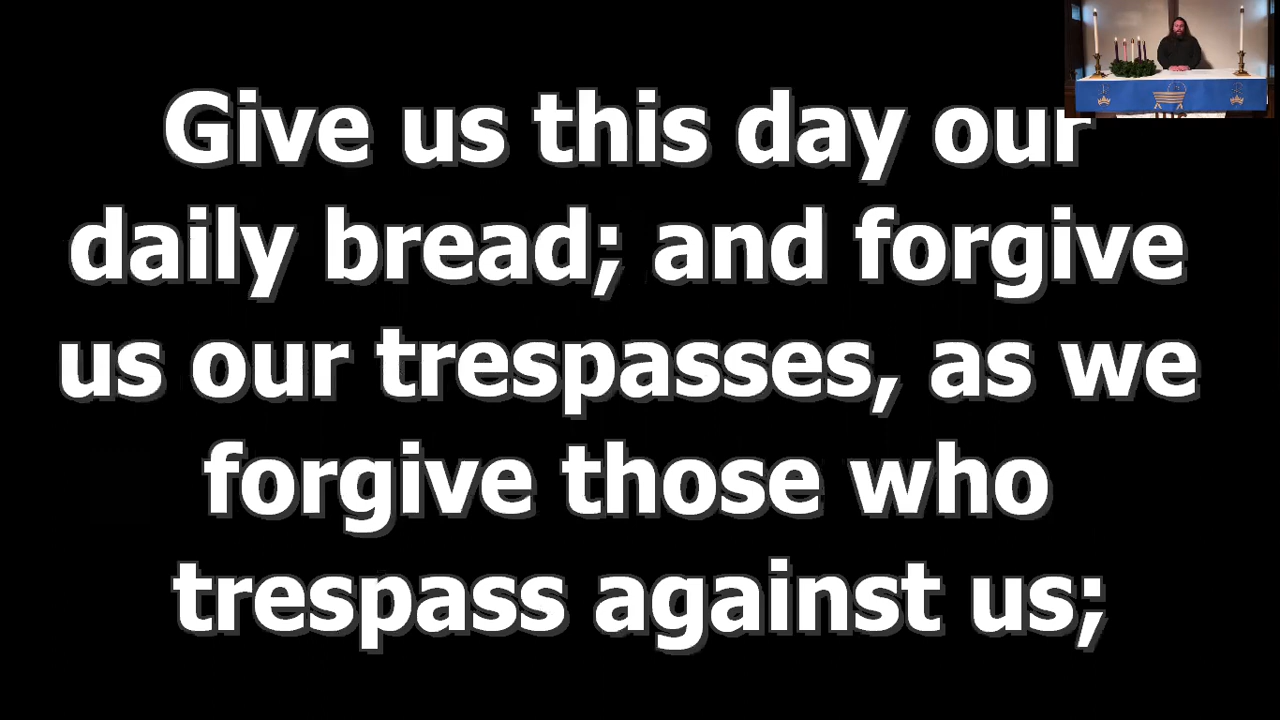 Give us this day our
daily bread; and forgive
us our trespasses, as we
forgive those who
trespass against us;